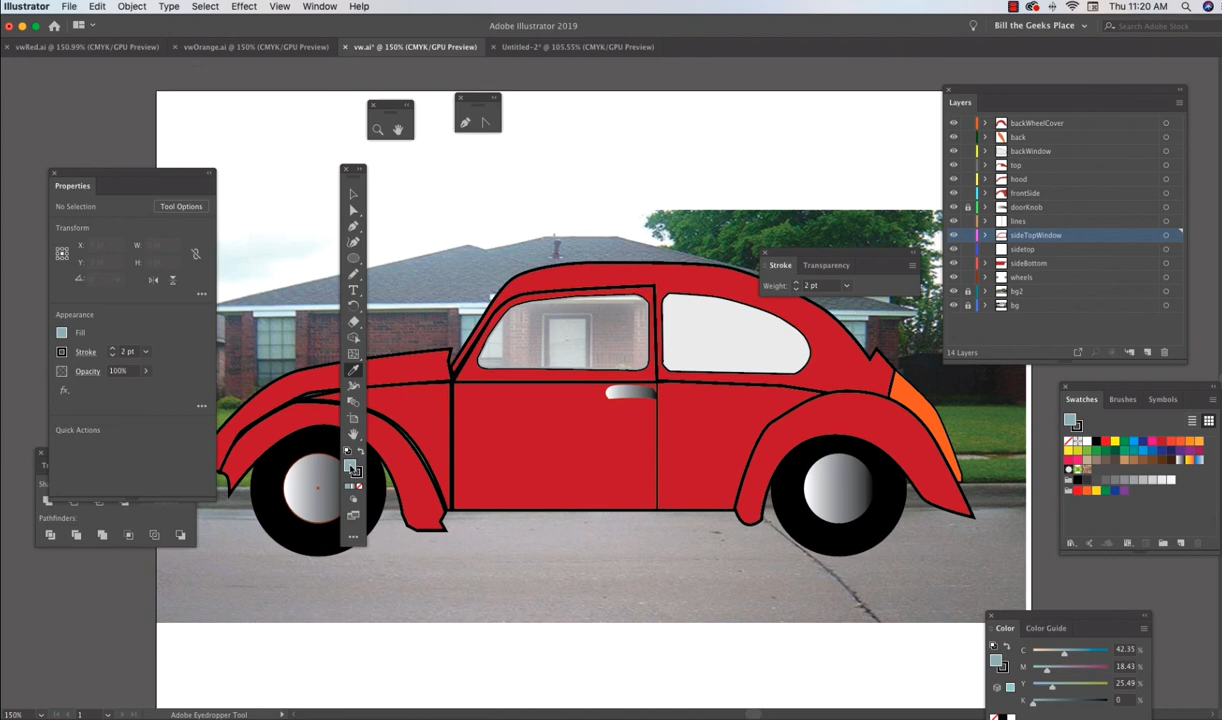 Illustrator File Edit Object Type Select Effect View Window Help Thu 11:20 AM
Adobe Illustrator 2019 Bill the Geeks Place Search Adobe Stock
vwRed.ai @ 150.99% (CMYK/GPU Preview) vwOrange.ai @ 150% (CMYK/GPU Preview) vw.ai* @ 150% (CMYK/GPU Preview) Untitled-2* @ 105.55% (CMYK/GPU Preview)
Layers
backWheelCover
back
backWindow
top
hood
frontSide
doorKnob
lines
sideTopWindow
sidetop
sideBottom
wheels
bg2
bg
14 Layers
Properties
No Selection Tool Options
Transform
X: W:
Y: H:
Appearance
Fill
Stroke 2 pt
Opacity 100%
fx.
Quick Actions
Pathfinders:
Stroke Transparency
Weight: 2 pt
Swatches Brushes Symbols
Color Color Guide
C 42.35 %
M 18.43 %
Y 25.49 %
K 0 %
150% 1 Adobe Eyedropper Tool